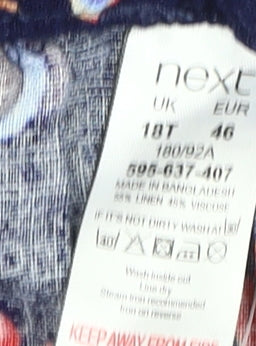 next
UK EUR
18T 46
180/92A
595-637-407
MADE IN BANGLADESH
55% LINEN 45% VISCOSE
IF IT'S NOT DIRTY WASH AT 30
40
Wash inside out
Line dry
Steam iron recommended
Iron on reverse
KEEP AWAY FROM FIRE